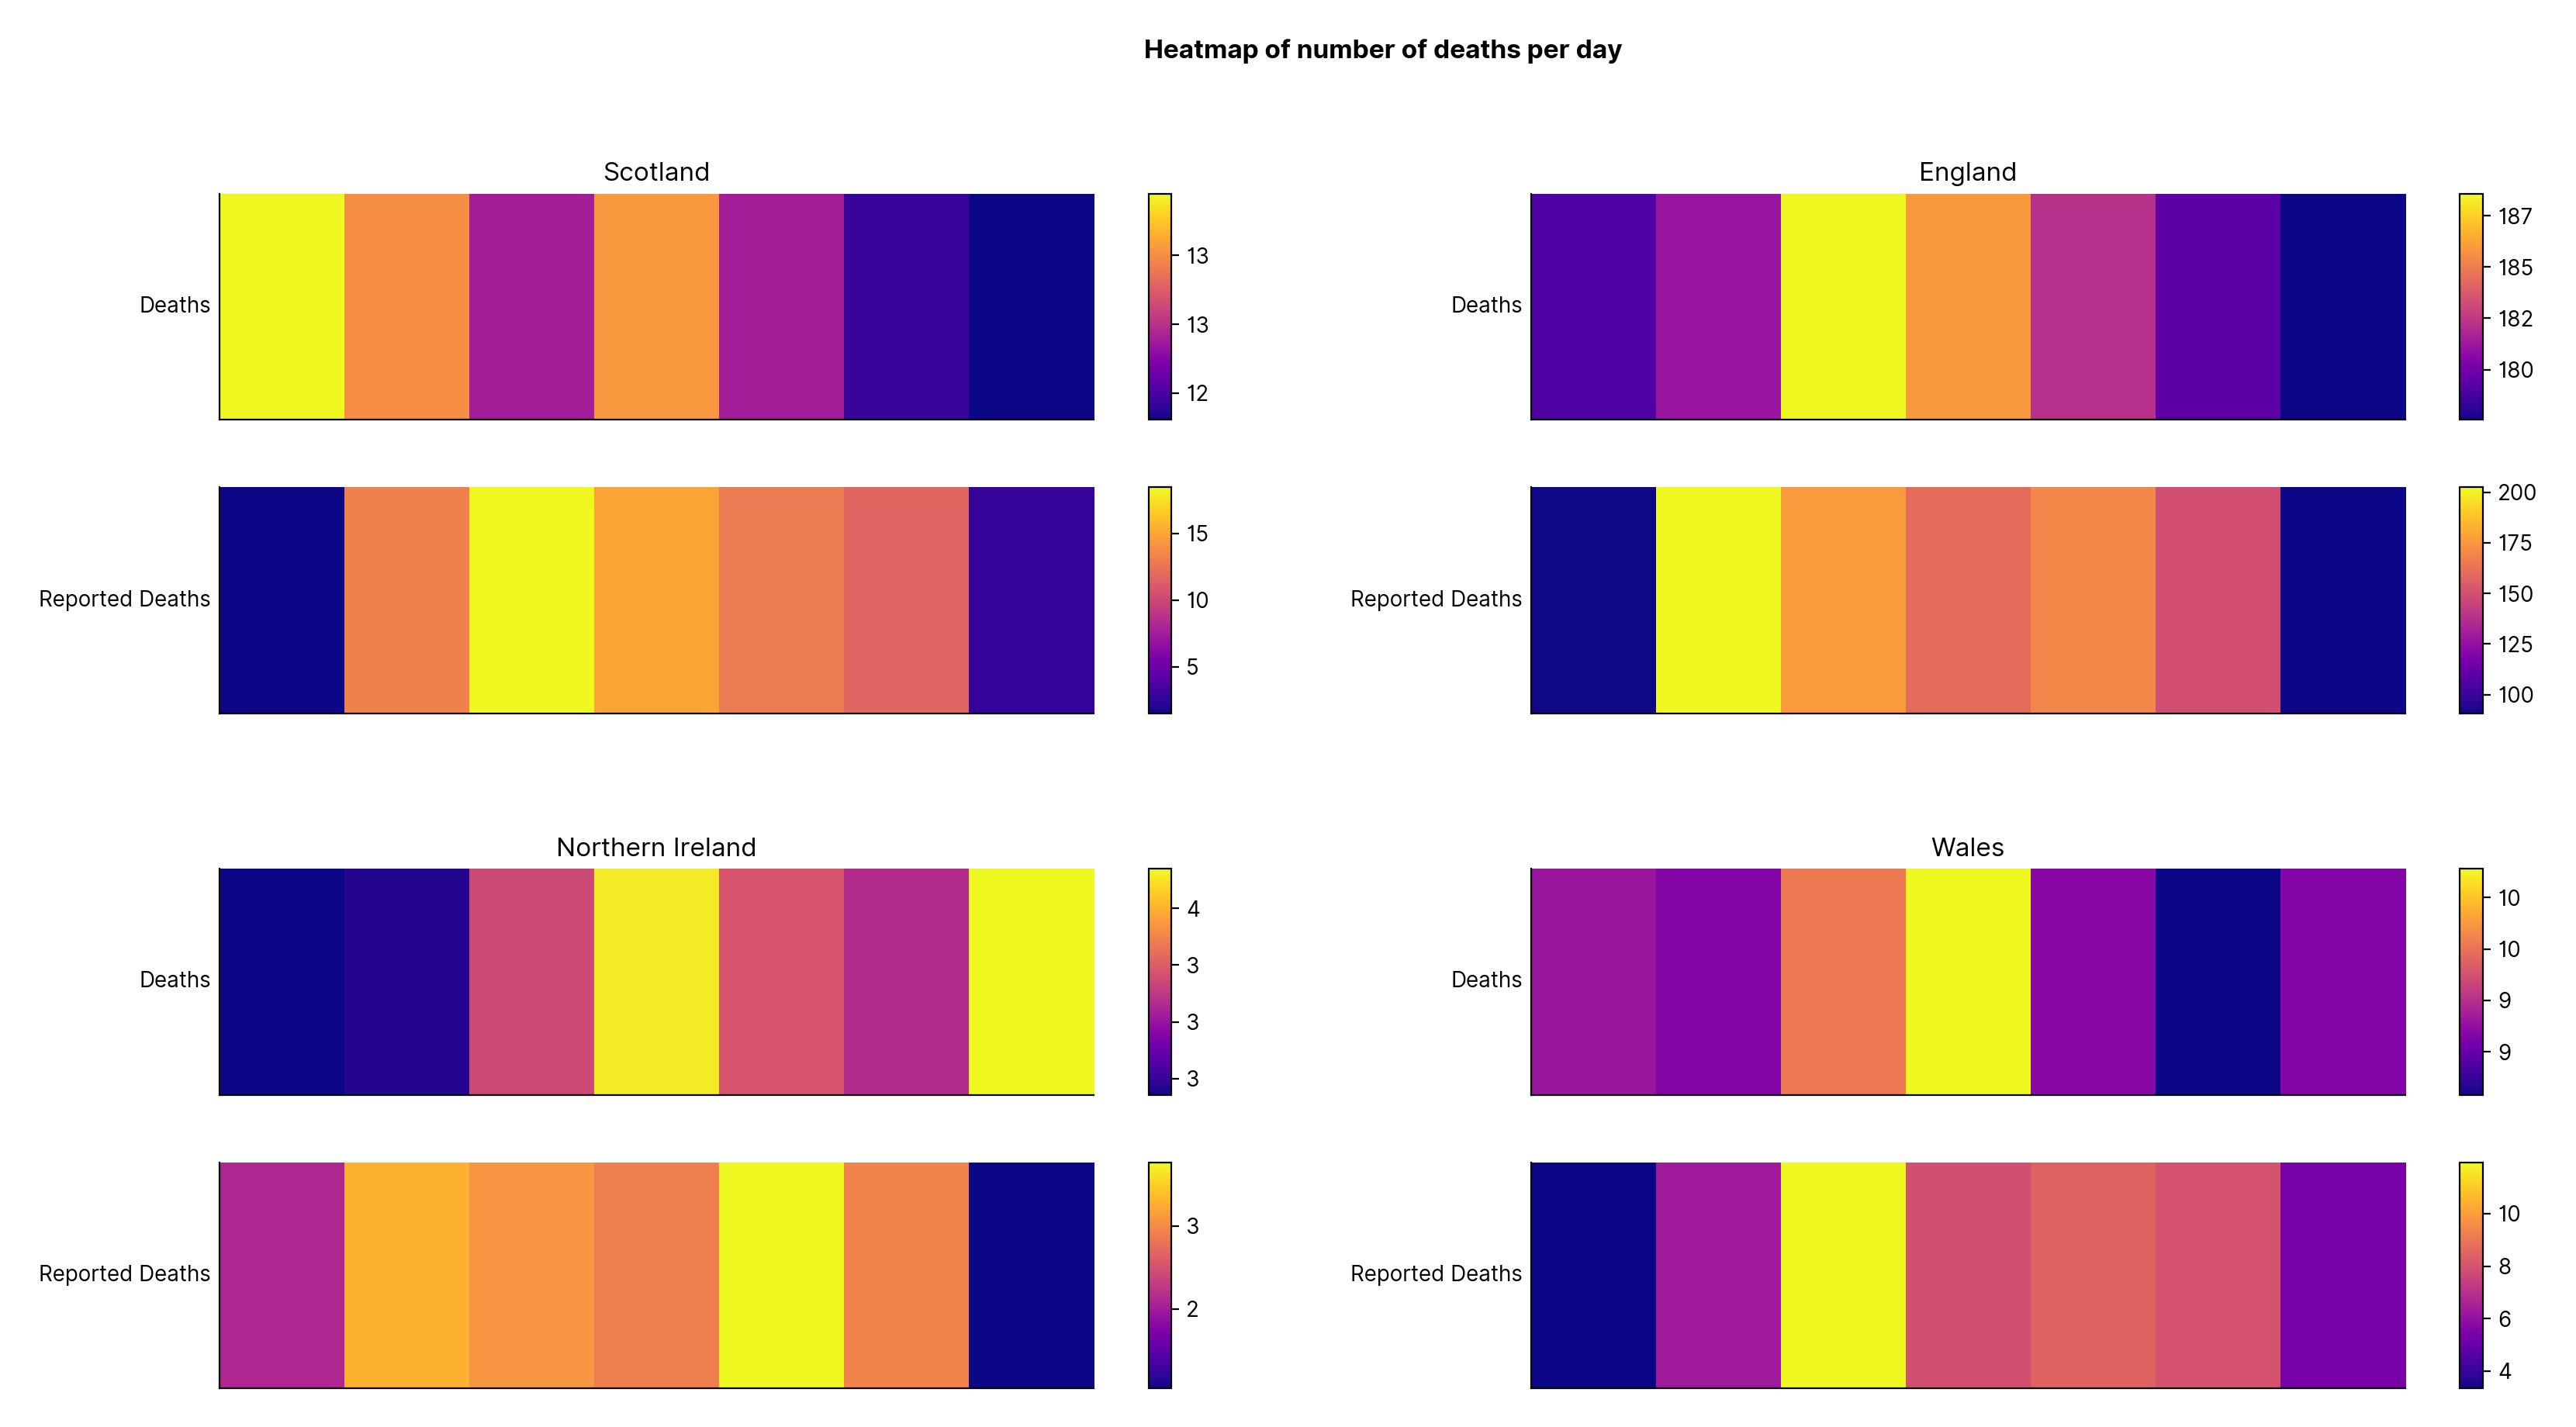 Heatmap of number of deaths per day
Scotland
Deaths
13
13
12
Reported Deaths
15
10
5
England
Deaths
187
185
182
180
Reported Deaths
200
175
150
125
100
Northern Ireland
Deaths
4
3
3
3
Reported Deaths
3
2
Wales
Deaths
10
10
9
9
Reported Deaths
10
8
6
4